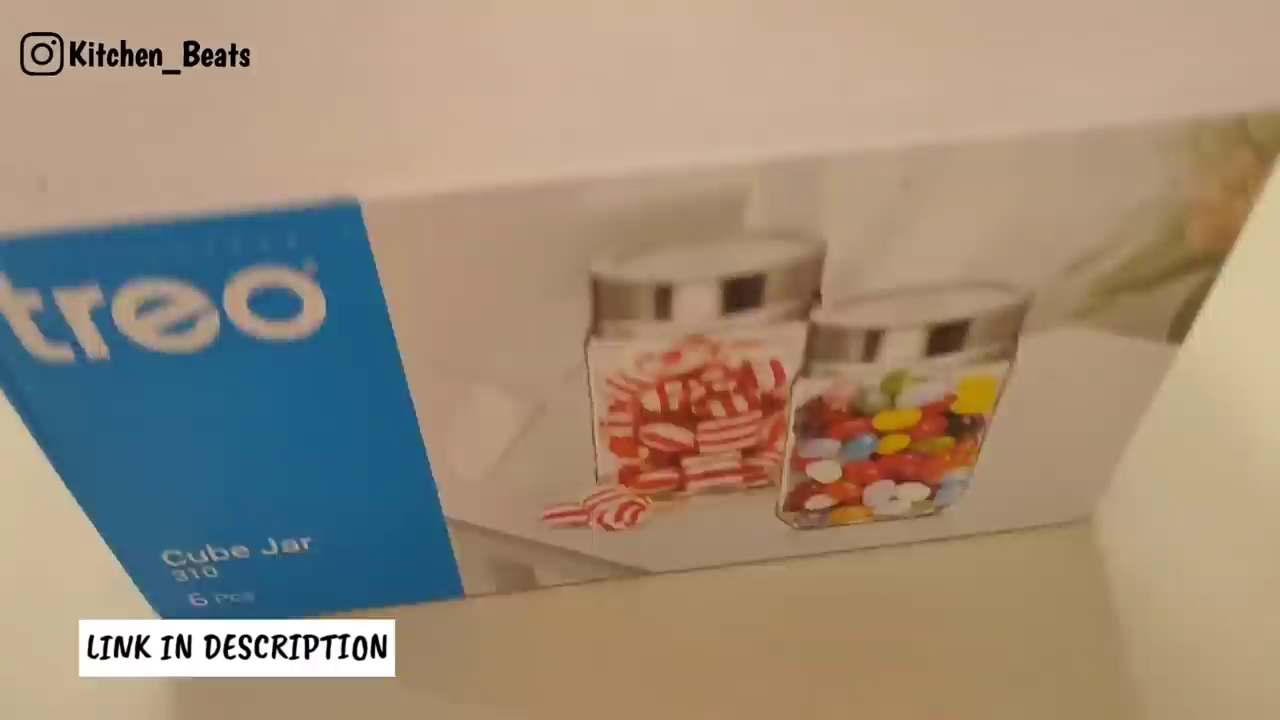 Kitchen_Beats
treo
Cube Jar
310
6 Pcs
LINK IN DESCRIPTION